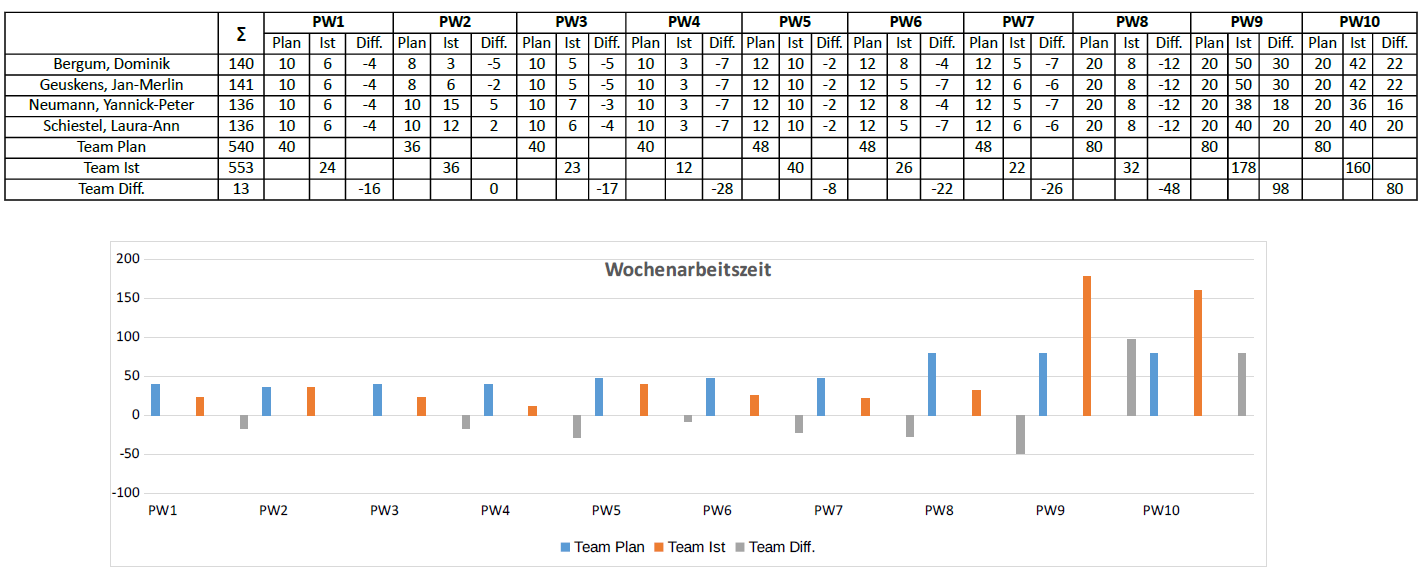 ∑ PW1 PW2 PW3 PW4 PW5 PW6 PW7 PW8 PW9 PW10
Plan Ist Diff. Plan Ist Diff. Plan Ist Diff. Plan Ist Diff. Plan Ist Diff. Plan Ist Diff. Plan Ist Diff. Plan Ist Diff. Plan Ist Diff. Plan Ist Diff.
Bergum, Dominik 140 10 6 -4 8 3 -5 10 5 -5 10 3 -7 12 10 -2 12 8 -4 12 5 -7 20 8 -12 20 50 30 20 42 22
Geuskens, Jan-Merlin 141 10 6 -4 8 6 -2 10 5 -5 10 3 -7 12 10 -2 12 5 -7 12 6 -6 20 8 -12 20 50 30 20 42 22
Neumann, Yannick-Peter 136 10 6 -4 10 15 5 10 7 -3 10 3 -7 12 10 -2 12 8 -4 12 5 -7 20 8 -12 20 38 18 20 36 16
Schiestel, Laura-Ann 136 10 6 -4 10 12 2 10 6 -4 10 3 -7 12 10 -2 12 5 -7 12 6 -6 20 8 -12 20 40 20 20 40 20
Team Plan 540 40 36 40 40 48 48 48 80 80 80
Team Ist 553 24 36 23 12 40 26 22 32 178 160
Team Diff. 13 -16 0 -17 -28 -8 -22 -26 -48 98 80
Wochenarbeitszeit
200
150
100
50
0
-50
-100
PW1 PW2 PW3 PW4 PW5 PW6 PW7 PW8 PW9 PW10
Team Plan Team Ist Team Diff.